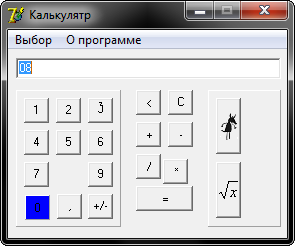 Калькулятр
Выбор О программе
08
1 2 3 < C
4 5 6 + -
7 9 / *
, +/- =
√x